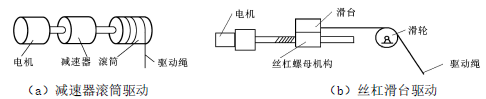 电机
减速器
滚筒
驱动绳
(a) 减速器滚筒驱动
电机
滑台
丝杠螺母机构
滑轮
驱动绳
(b) 丝杠滑台驱动